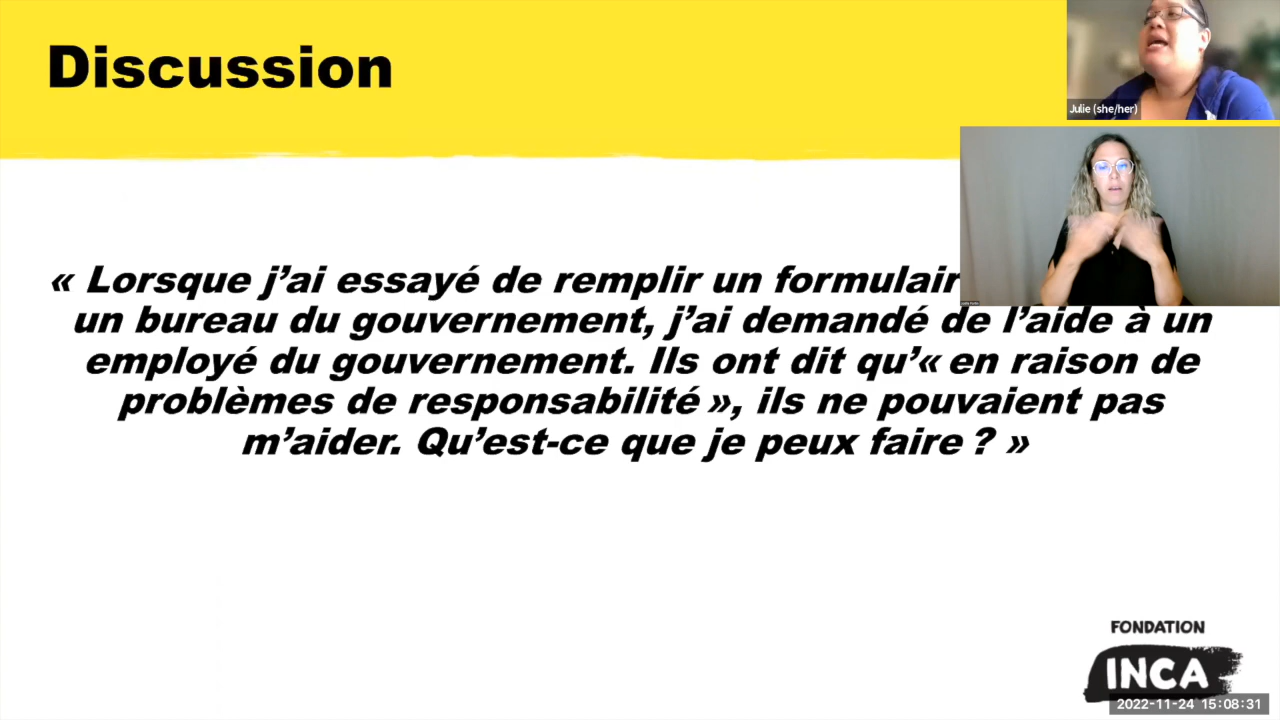 Discussion
Julie (she/her)
« Lorsque j’ai essayé de remplir un
un bureau du gouvernement, j’ai demandé de l’aide à un
employé du gouvernement. Ils ont dit qu’« en raison de
problèmes de responsabilité », ils ne pouvaient pas
m’aider. Qu’est-ce que je peux faire ? »
FONDATION
INCA
2022-11-24 15:08:31